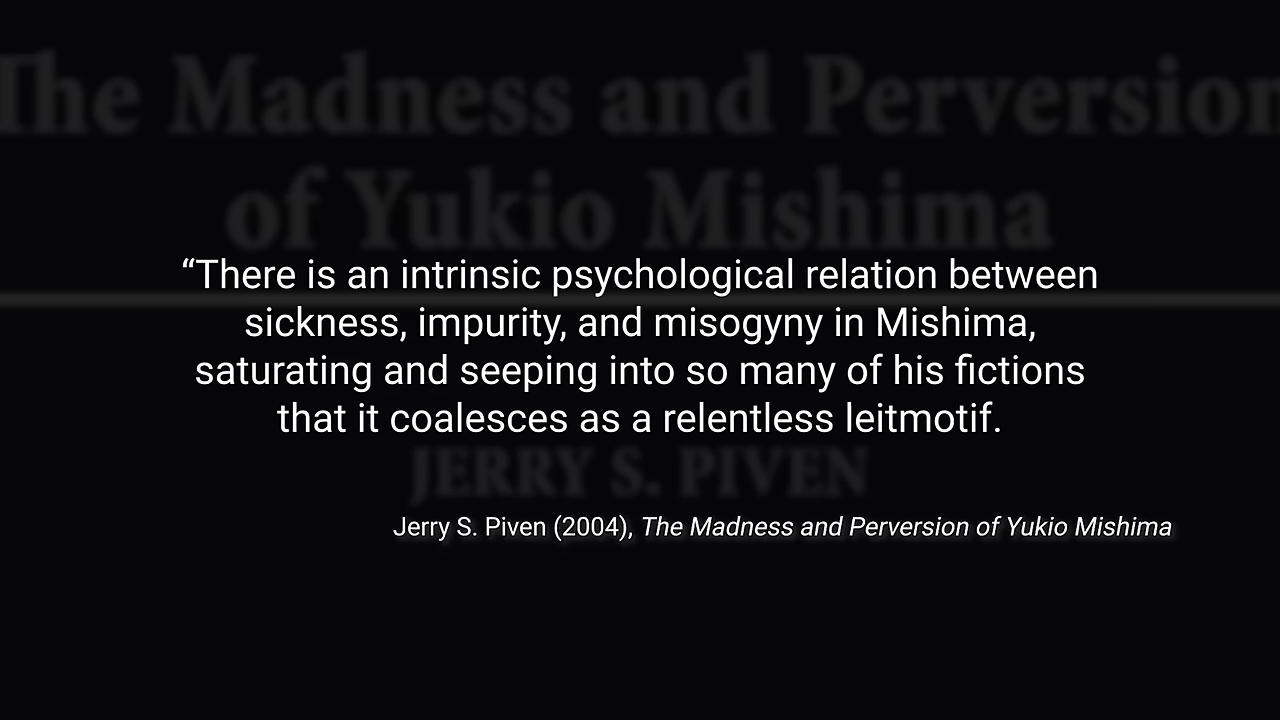 The Madness and Perversion
of Yukio Mishima
“There is an intrinsic psychological relation between
sickness, impurity, and misogyny in Mishima,
saturating and seeping into so many of his fictions
that it coalesces as a relentless leitmotif.
JERRY S. PIVEN
Jerry S. Piven (2004), The Madness and Perversion of Yukio Mishima